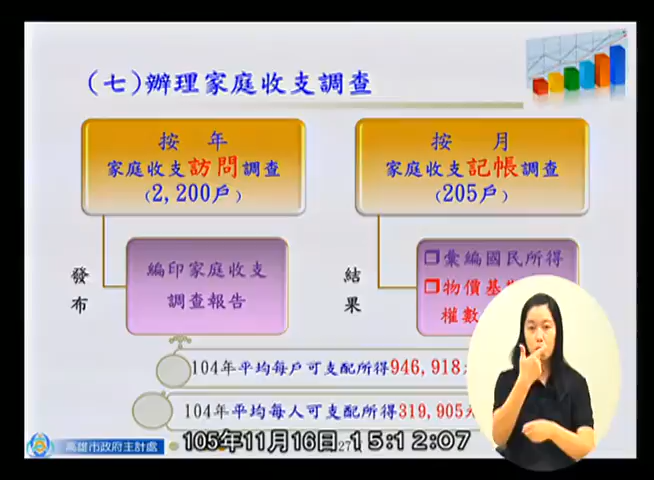 (七)辦理家庭收支調查
按 年
家庭收支訪問調查
(2,200戶)
按 月
家庭收支記帳調查
(205戶)
發布
編印家庭收支
調查報告
結果
彙編國民所得
物價基
權數
104年平均每戶可支配所得946,918
104年平均每人可支配所得319,905元
高雄市政府主計處
105年11月16日 15:12:07
27